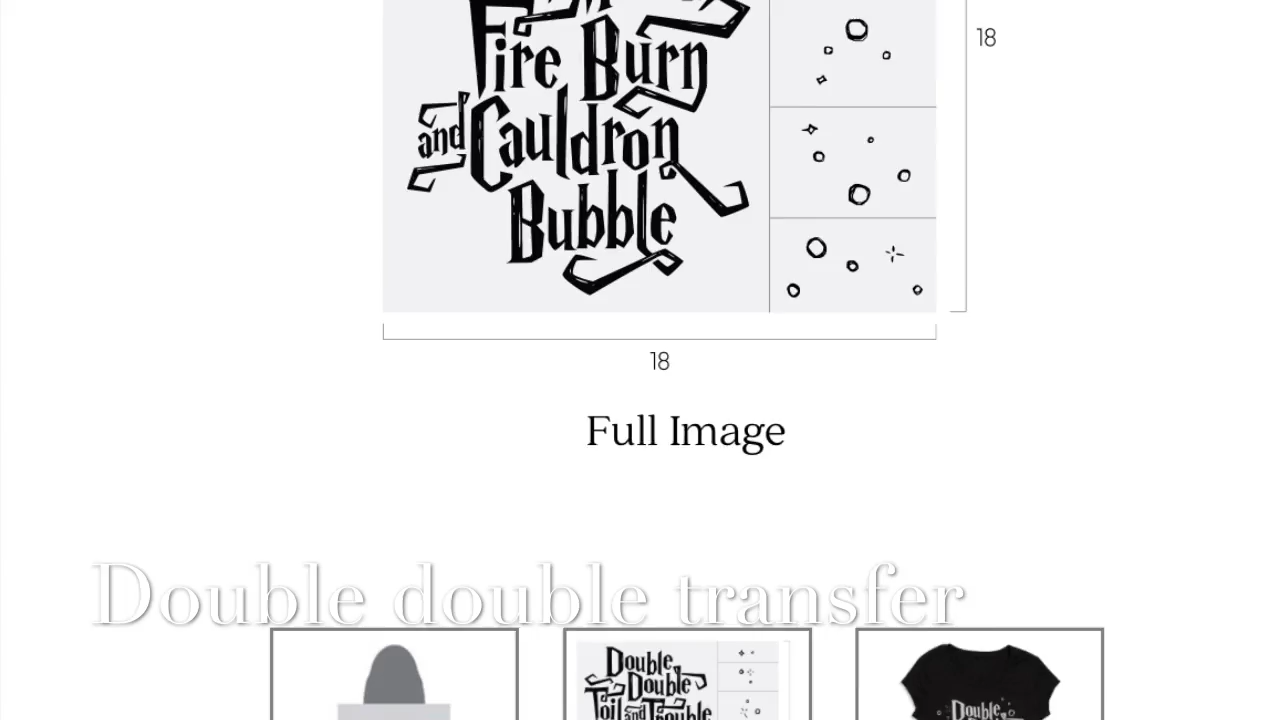 Fire Burn
and Cauldron
Bubble
18
18
Full Image
Double double transfer
Double
Double
Toil and Trouble
Double